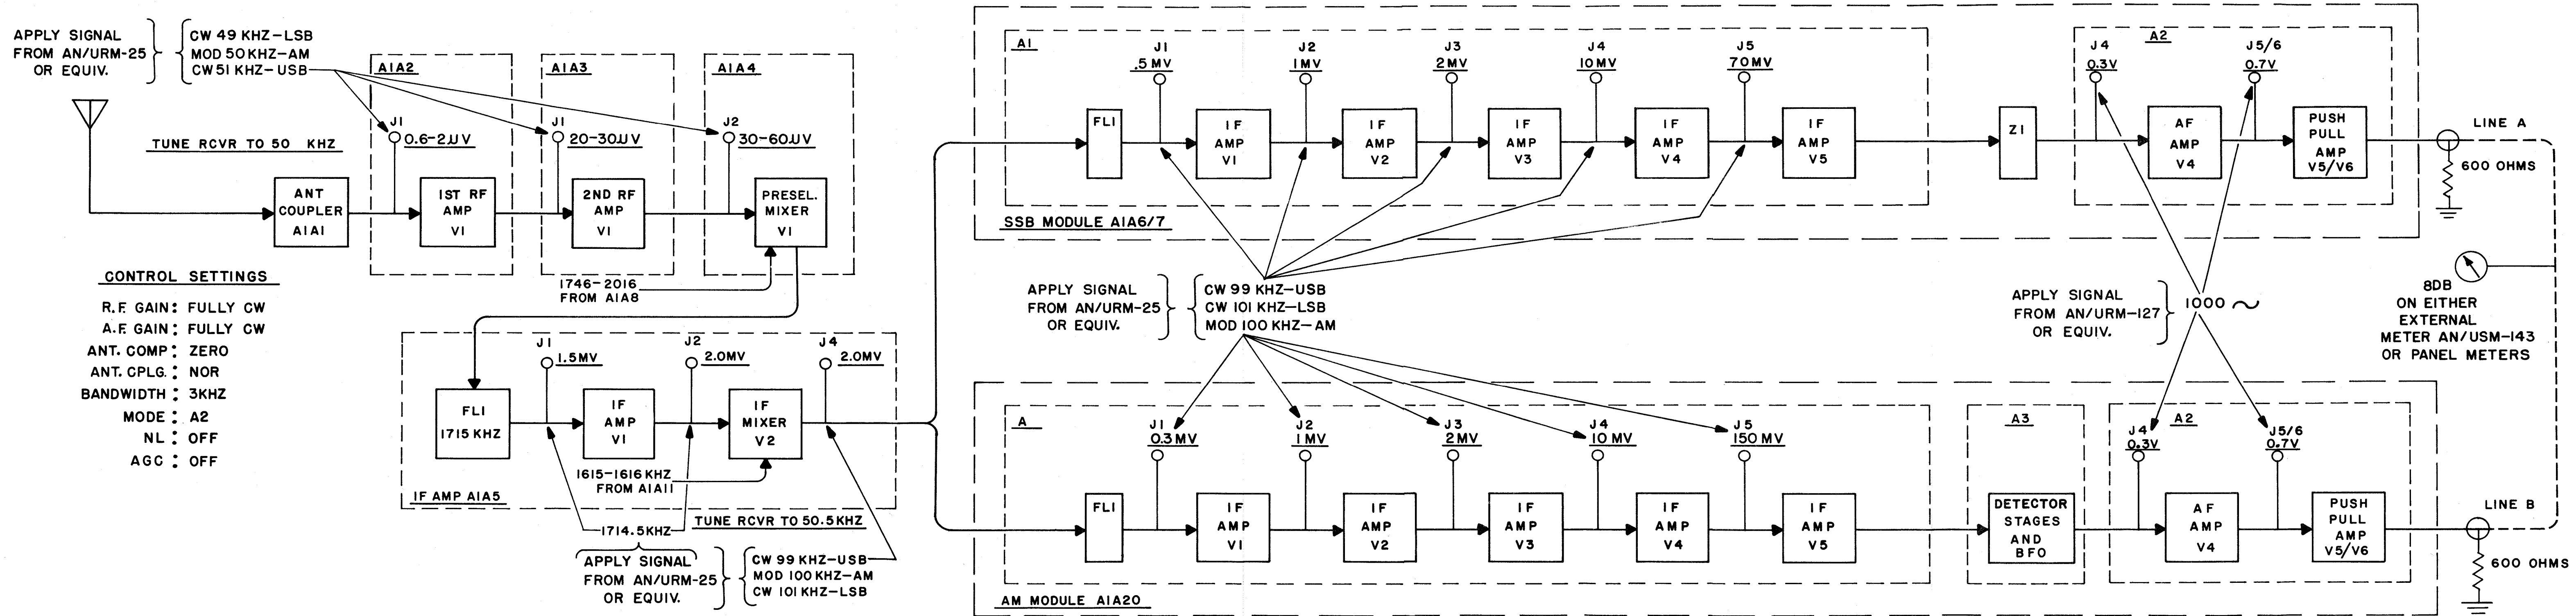 APPLY SIGNAL
FROM AN/URM-25
OR EQUIV.
CW 49 KHZ-LSB
MOD 50 KHZ-AM
CW 51 KHZ-USB
TUNE RCVR TO 50 KHZ
ANT
COUPLER
A1A1
A1A2
J1
0.6-2UV
1ST RF
AMP
V1
A1A3
J1
20-30UV
2ND RF
AMP
V1
A1A4
J2
30-60UV
PRESEL.
MIXER
V1
1746-2016
FROM A1A8
CONTROL SETTINGS
R.F. GAIN: FULLY CW
A.F. GAIN: FULLY CW
ANT. COMP: ZERO
ANT. CPLG: NOR
BANDWIDTH: 3KHZ
MODE: A2
NL: OFF
AGC: OFF
J1
1.5MV
J2
2.0MV
J4
2.0MV
FL1
1715 KHZ
IF
AMP
V1
IF
MIXER
V2
1615-1616 KHZ
FROM A1A11
IF AMP A1A5
1714.5KHZ
TUNE RCVR TO 50.5KHZ
APPLY SIGNAL
FROM AN/URM-25
OR EQUIV.
CW 99 KHZ-USB
MOD 100 KHZ-AM
CW 101 KHZ-LSB
A1
J1
.5 MV
J2
1MV
J3
2MV
J4
10 MV
J5
70 MV
FL1
IF
AMP
V1
IF
AMP
V2
IF
AMP
V3
IF
AMP
V4
IF
AMP
V5
SSB MODULE A1A6/7
Z1
A2
J4
0.3V
J5/6
0.7V
AF
AMP
V4
PUSH
PULL
AMP
V5/V6
LINE A
600 OHMS
APPLY SIGNAL
FROM AN/URM-25
OR EQUIV.
CW 99 KHZ-USB
CW 101 KHZ-LSB
MOD 100 KHZ-AM
APPLY SIGNAL
FROM AN/URM-127
OR EQUIV.
1000 ~
8DB
ON EITHER
EXTERNAL
METER AN/USM-143
OR PANEL METERS
A
J1
0.3 MV
J2
1MV
J3
2MV
J4
10 MV
J5
150 MV
FL1
IF
AMP
V1
IF
AMP
V2
IF
AMP
V3
IF
AMP
V4
IF
AMP
V5
AM MODULE A1A20
A3
DETECTOR
STAGES
AND
BFO
A2
J4
0.3V
J5/6
0.7V
AF
AMP
V4
PUSH
PULL
AMP
V5/V6
LINE B
600 OHMS